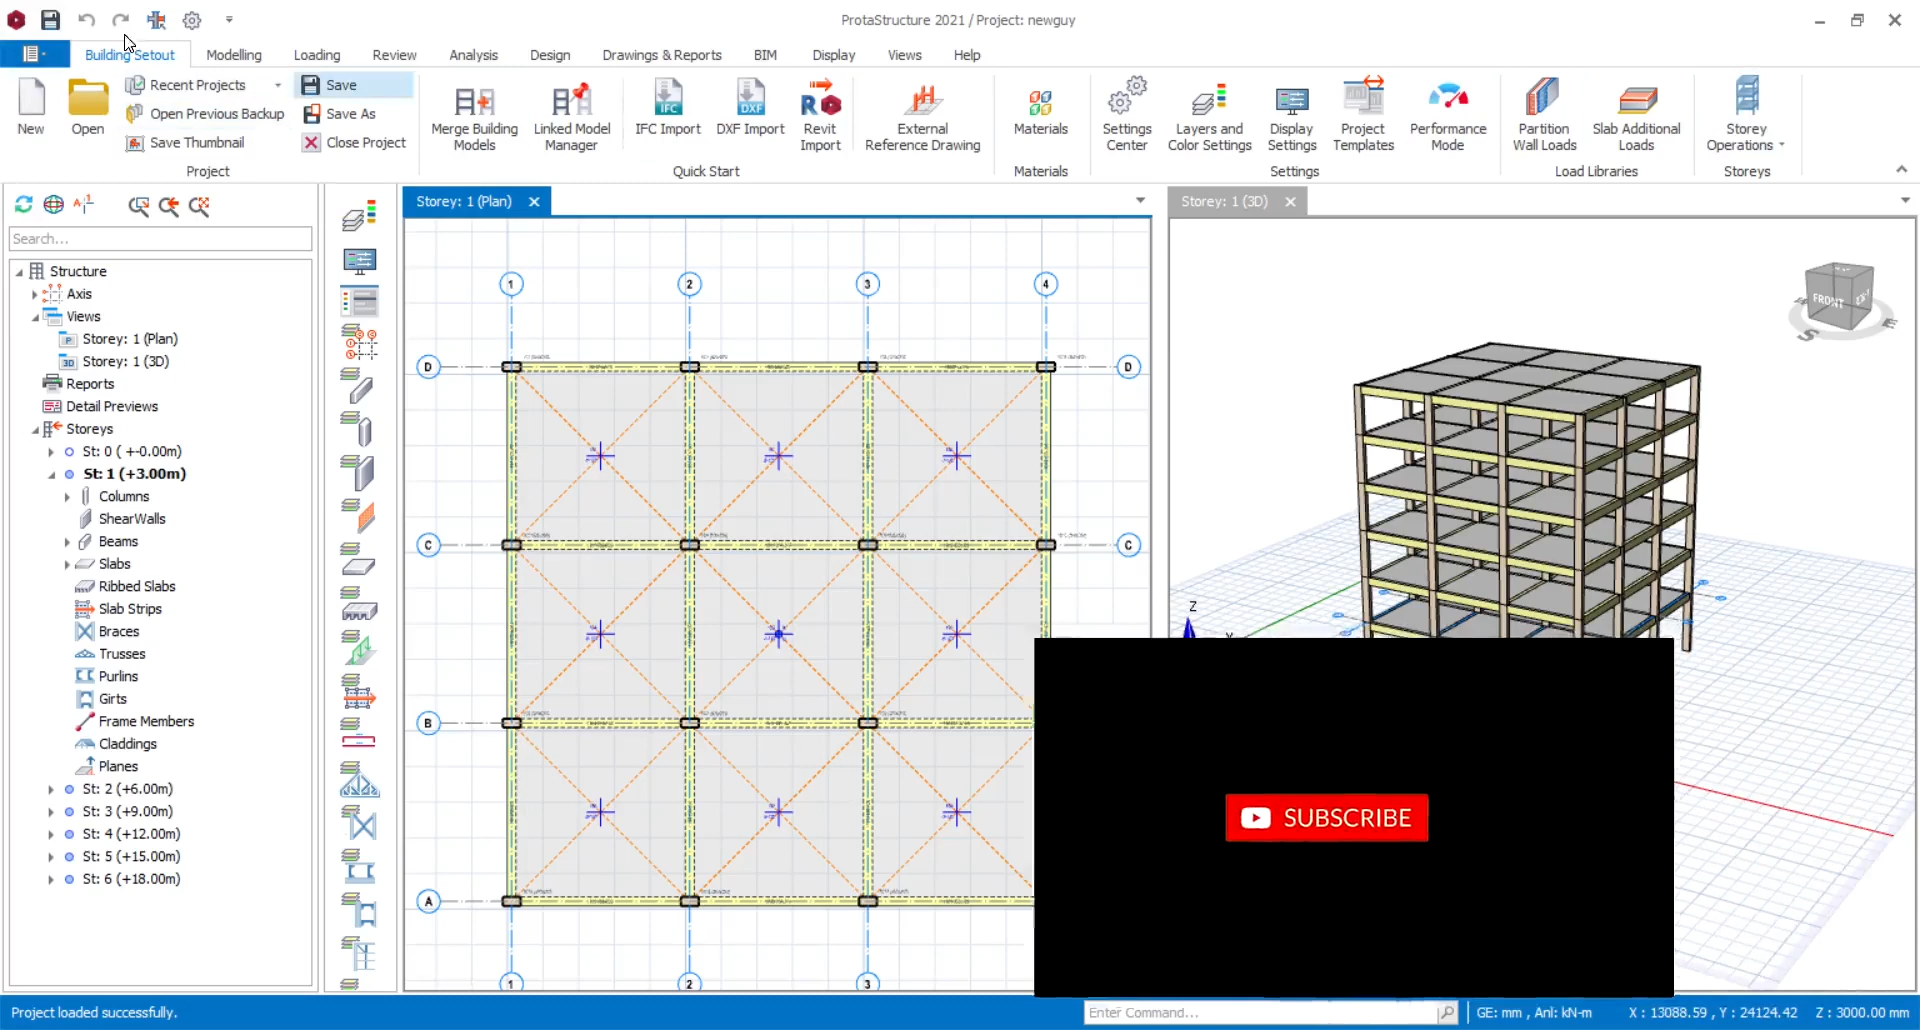 ProtaStructure 2021 / Project: newguy
Building Setout Modelling Loading Review Analysis Design Drawings & Reports BIM Display Views Help
New
Open
Recent Projects
Open Previous Backup
Save Thumbnail
Save
Save As
Close Project
Project
Merge Building
Models
Linked Model
Manager
IFC
IFC Import
DXF
DXF Import
R
Revit
Import
External
Reference Drawing
Quick Start
Materials
Materials
Settings
Center
Layers and
Color Settings
Display
Settings
Project
Templates
Performance
Mode
Settings
Partition
Wall Loads
Slab Additional
Loads
Load Libraries
Storey
Operations
Storeys
Search...
Structure
Axis
Views
Storey: 1 (Plan)
Storey: 1 (3D)
Reports
Detail Previews
Storeys
St: 0 ( +-0.00m)
St: 1 (+3.00m)
Columns
ShearWalls
Beams
Slabs
Ribbed Slabs
Slab Strips
Braces
Trusses
Purlins
Girts
Frame Members
Claddings
Planes
St: 2 (+6.00m)
St: 3 (+9.00m)
St: 4 (+12.00m)
St: 5 (+15.00m)
St: 6 (+18.00m)
Storey: 1 (Plan)
1 2 3 4
D D
C C
B
A
1 2 3
Storey: 1 (3D)
FRONT
S E
Z
SUBSCRIBE
Project loaded successfully.
Enter Command...
GE: mm , Anl: kN-m
X : 13088.59 , Y : 24124.42 Z : 3000.00 mm